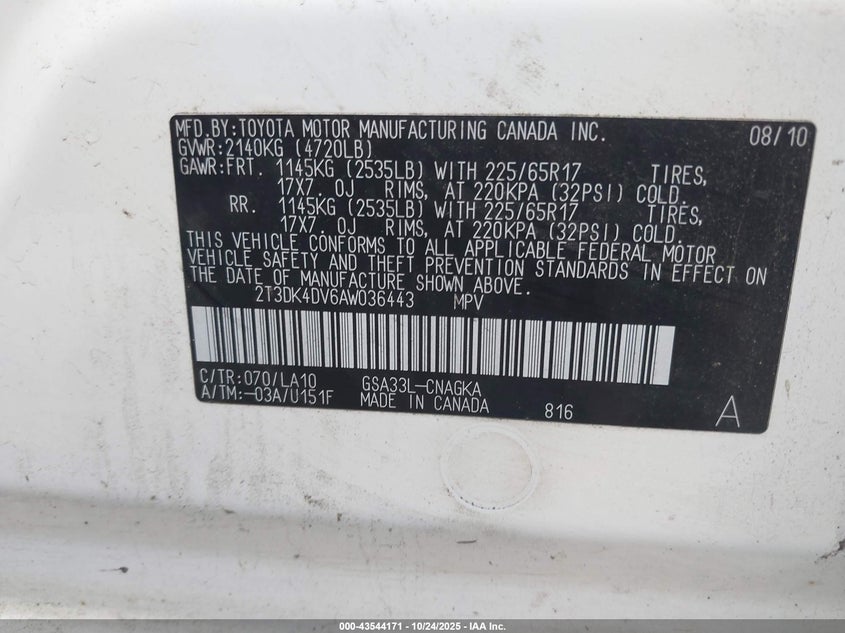 MFD.BY:TOYOTA MOTOR MANUFACTURING CANADA INC. 08/10
GVWR:2140KG (4720LB)
GAWR:FRT. 1145KG (2535LB) WITH 225/65R17 TIRES,
17X7.0J RIMS, AT 220KPA (32PSI) COLD.
RR. 1145KG (2535LB) WITH 225/65R17 TIRES,
17X7.0J RIMS, AT 220KPA (32PSI) COLD.
THIS VEHICLE CONFORMS TO ALL APPLICABLE FEDERAL MOTOR
VEHICLE SAFETY AND THEFT PREVENTION STANDARDS IN EFFECT ON
THE DATE OF MANUFACTURE SHOWN ABOVE.
2T3DK4DV6AW036443 MPV
C/TR:070/LA10 GSA33L-CNAGKA
A/TM:-03A/U151F MADE IN CANADA 816 A
000-43544171 - 10/24/2025 - IAA Inc.